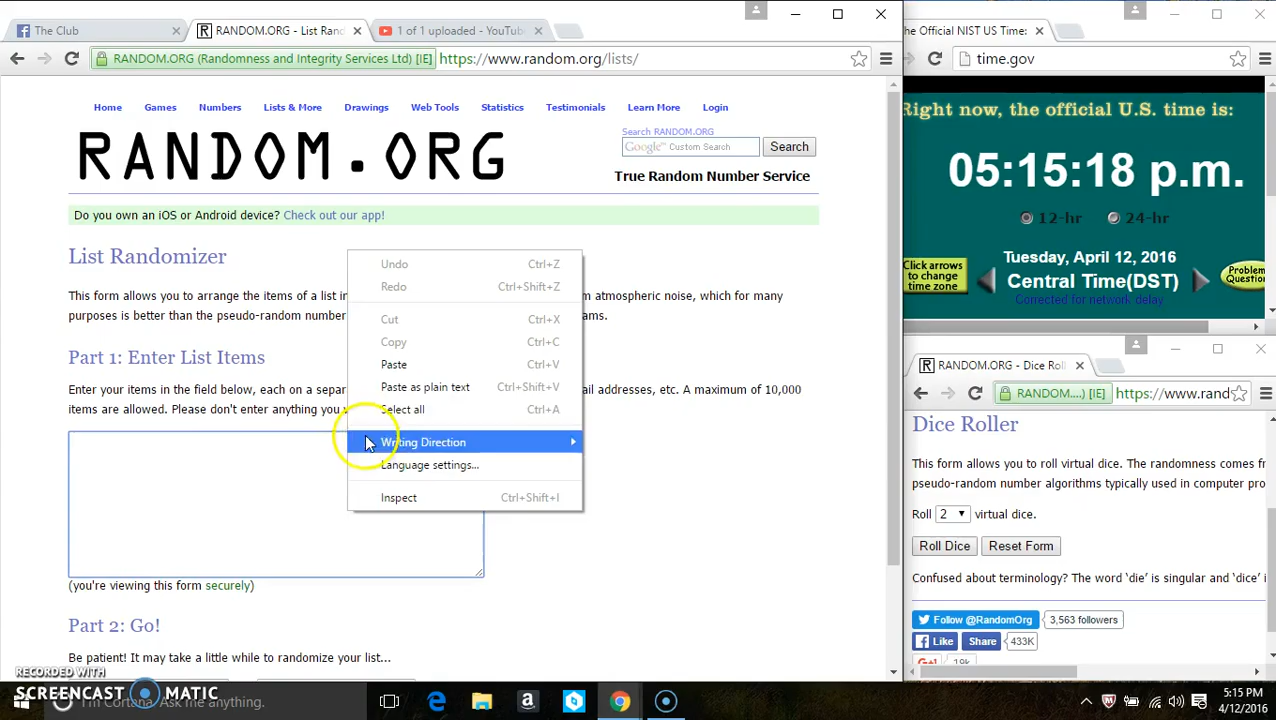 The Club
RANDOM.ORG - List Rand
1 of 1 uploaded - YouTube
RANDOM.ORG (Randomness and Integrity Services Ltd) [IE] https://www.random.org/lists/
Home Games Numbers Lists & More Drawings Web Tools Statistics Testimonials Learn More Login
RANDOM.ORG
Search RANDOM.ORG
Google™ Custom Search Search
True Random Number Service
Do you own an iOS or Android device? Check out our app!
List Randomizer
This form allows you to arrange the items of a list in m atmospheric noise, which for many
purposes is better than the pseudo-random number ams.
Part 1: Enter List Items
Enter your items in the field below, each on a separ ail addresses, etc. A maximum of 10,000
items are allowed. Please don't enter anything you w
(you're viewing this form securely)
Part 2: Go!
Be patient! It may take a little while to randomize your list...
Undo Ctrl+Z
Redo Ctrl+Shift+Z
Cut Ctrl+X
Copy Ctrl+C
Paste Ctrl+V
Paste as plain text Ctrl+Shift+V
Select all Ctrl+A
Writing Direction
Language settings...
Inspect Ctrl+Shift+I
he Official NIST US Time:
time.gov
Right now, the official U.S. time is:
05:15:18 p.m.
12-hr 24-hr
Tuesday, April 12, 2016
Click arrows
to change
time zone
Central Time(DST)
Corrected for network delay
Problem
Question
RANDOM.ORG - Dice Rol
RANDOM....) [IE] https://www.rand
Dice Roller
This form allows you to roll virtual dice. The randomness comes fr
pseudo-random number algorithms typically used in computer pro
Roll 2 virtual dice.
Roll Dice Reset Form
Confused about terminology? The word ‘die’ is singular and ‘dice’ i
Follow @RandomOrg 3,563 followers
Like Share 433K
G+1 19k
RECORDED WITH
SCREENCAST MATIC
I'm Cortana. Ask me anything.
5:15 PM
4/12/2016